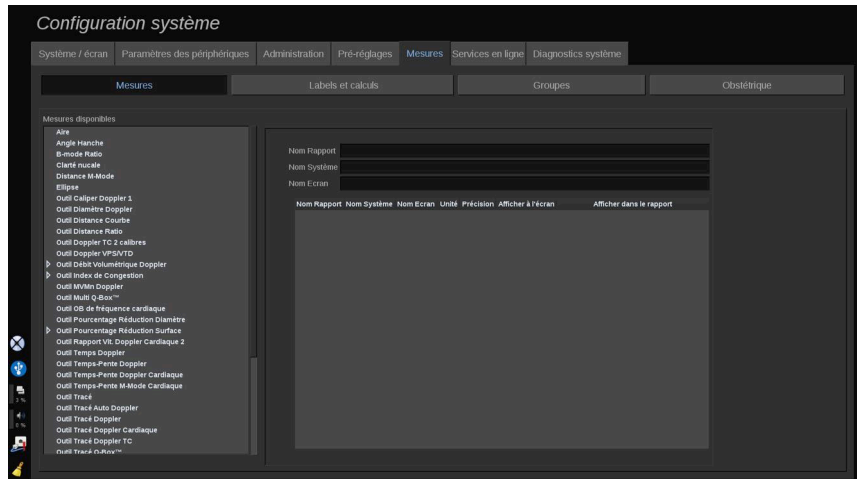 Configuration système
Système / écran Paramètres des périphériques Administration Pré-réglages Mesures Services en ligne Diagnostics système
Mesures Labels et calculs Groupes Obstétrique
Mesures disponibles
Aire
Angle Hanche
B-mode Ratio
Clarté nucale
Distance M-Mode
Ellipse
Outil Caliper Doppler 1
Outil Diamètre Doppler
Outil Distance Courbe
Outil Distance Ratio
Outil Doppler TC 2 calibres
Outil Doppler VPS/VTD
Outil Débit Volumétrique Doppler
Outil Index de Congestion
Outil MVMn Doppler
Outil Multi Q-Box™
Outil OB de fréquence cardiaque
Outil Pourcentage Réduction Diamètre
Outil Pourcentage Réduction Surface
Outil Rapport Vit. Doppler Cardiaque 2
Outil Temps Doppler
Outil Temps-Pente Doppler
Outil Temps-Pente Doppler Cardiaque
Outil Temps-Pente M-Mode Cardiaque
Outil Tracé
Outil Tracé Auto Doppler
Outil Tracé Doppler
Outil Tracé Doppler Cardiaque
Outil Tracé Doppler TC
Outil Tracé Q-Box™
Nom Rapport
Nom Système
Nom Ecran
Nom Rapport Nom Système Nom Ecran Unité Précision Afficher à l'écran Afficher dans le rapport
3 %
0 %